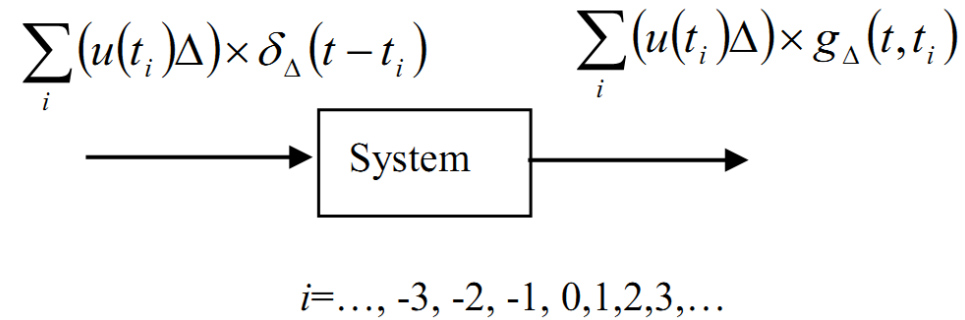 ∑_i (u(t_i)Δ)×δ_Δ(t−t_i)
∑_i (u(t_i)Δ)×g_Δ(t,t_i)
System
i=…, -3, -2, -1, 0,1,2,3,…